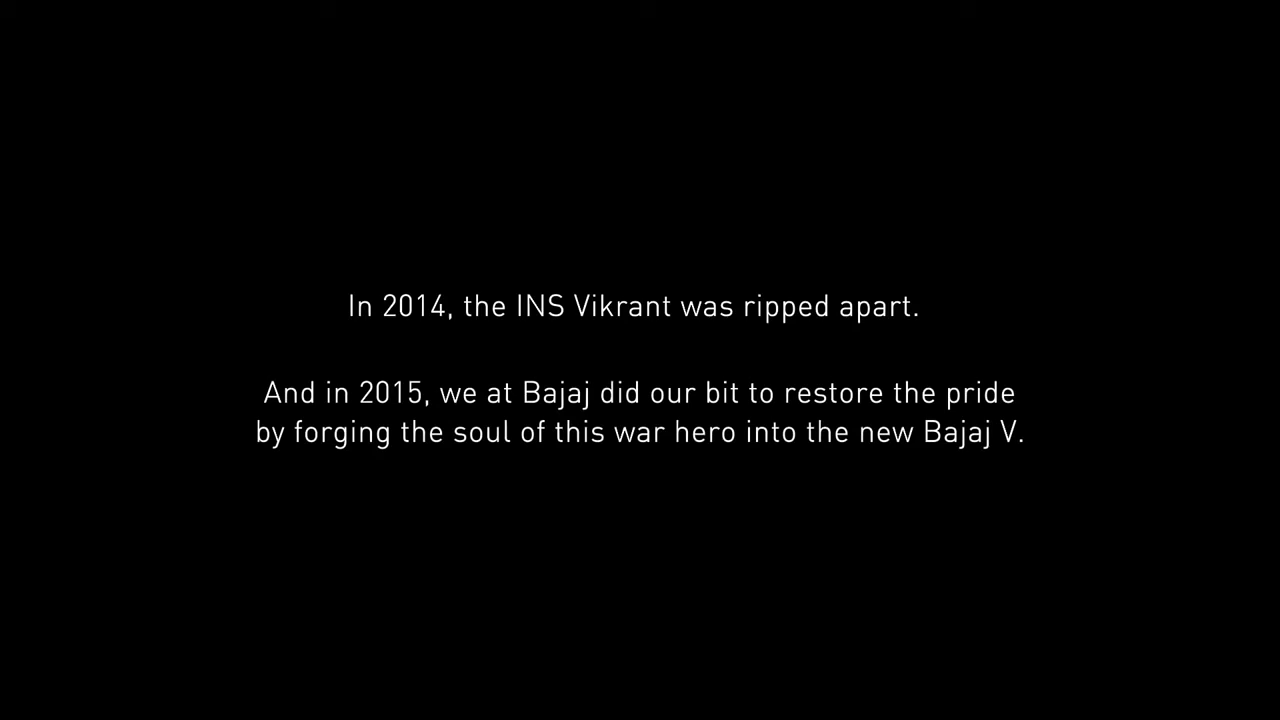 In 2014, the INS Vikrant was ripped apart.
And in 2015, we at Bajaj did our bit to restore the pride
by forging the soul of this war hero into the new Bajaj V.